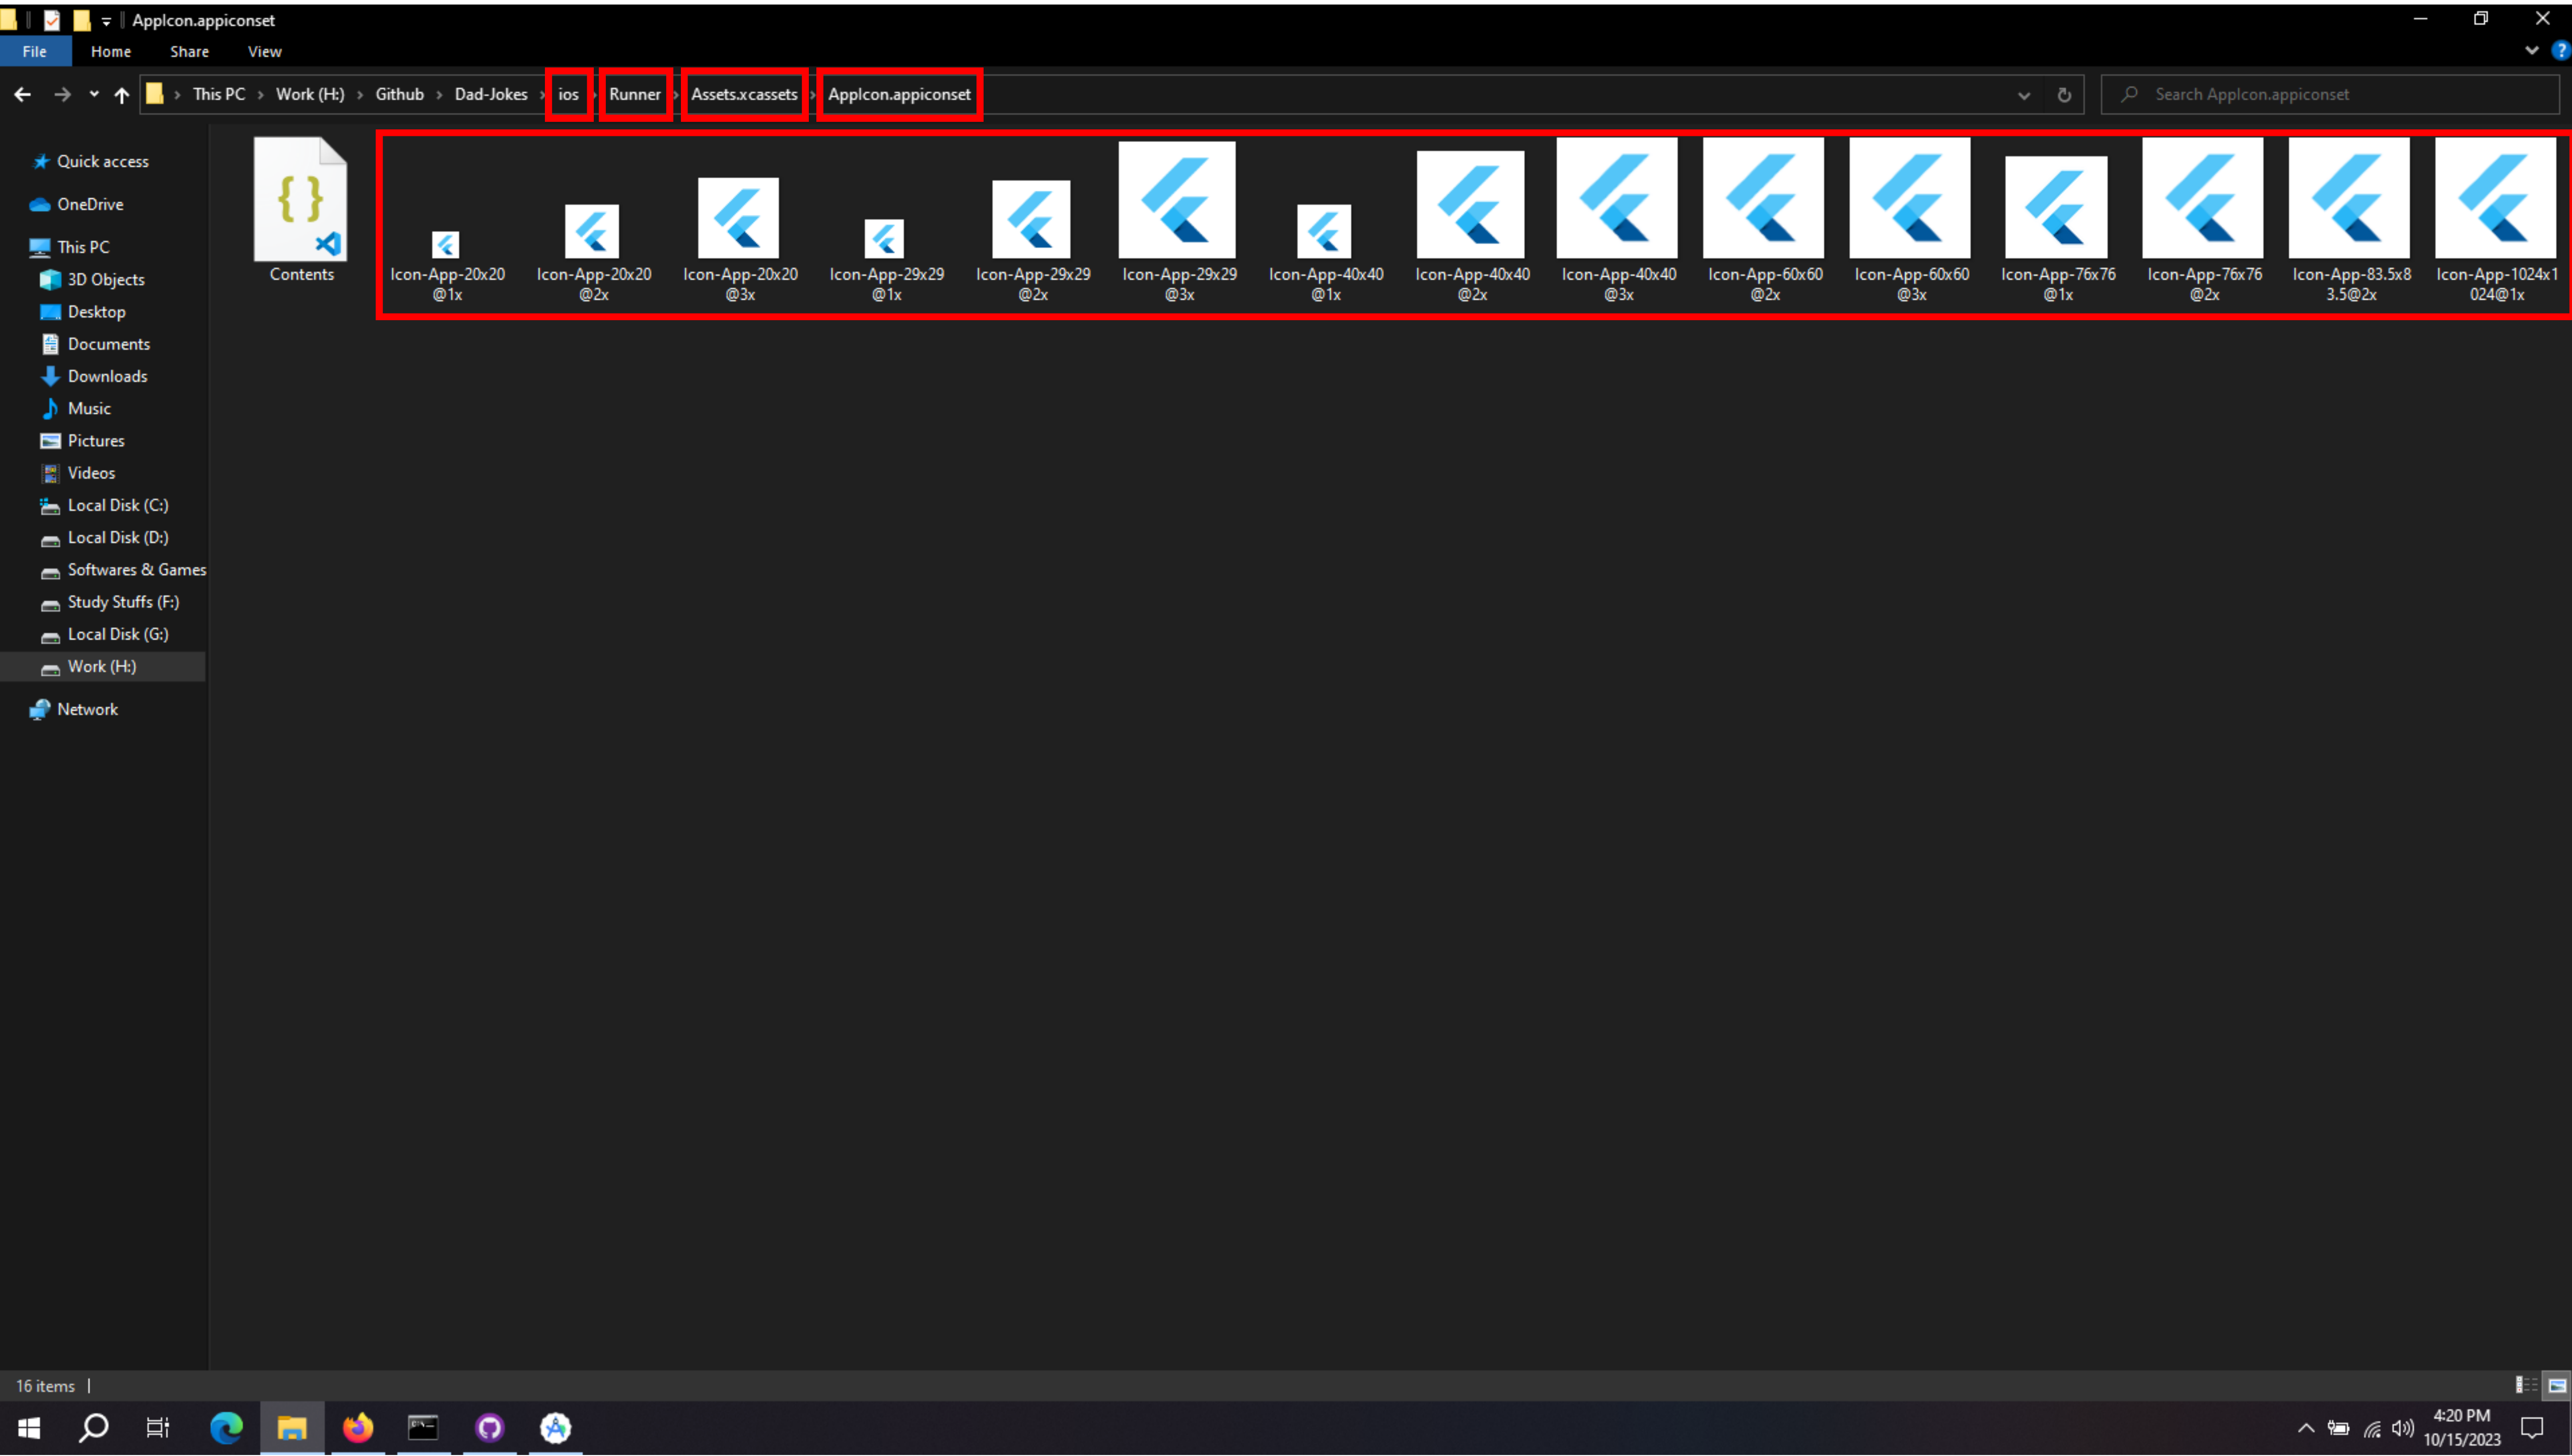 AppIcon.appiconset
File Home Share View
This PC Work (H:) Github Dad-Jokes ios Runner Assets.xcassets AppIcon.appiconset Search AppIcon.appiconset
Quick access
OneDrive
This PC
3D Objects
Desktop
Documents
Downloads
Music
Pictures
Videos
Local Disk (C:)
Local Disk (D:)
Softwares & Games
Study Stuffs (F:)
Local Disk (G:)
Work (H:)
Network
Contents
Icon-App-20x20
@1x
Icon-App-20x20
@2x
Icon-App-20x20
@3x
Icon-App-29x29
@1x
Icon-App-29x29
@2x
Icon-App-29x29
@3x
Icon-App-40x40
@1x
Icon-App-40x40
@2x
Icon-App-40x40
@3x
Icon-App-60x60
@2x
Icon-App-60x60
@3x
Icon-App-76x76
@1x
Icon-App-76x76
@2x
Icon-App-83.5x8
3.5@2x
Icon-App-1024x1
024@1x
16 items
4:20 PM
10/15/2023